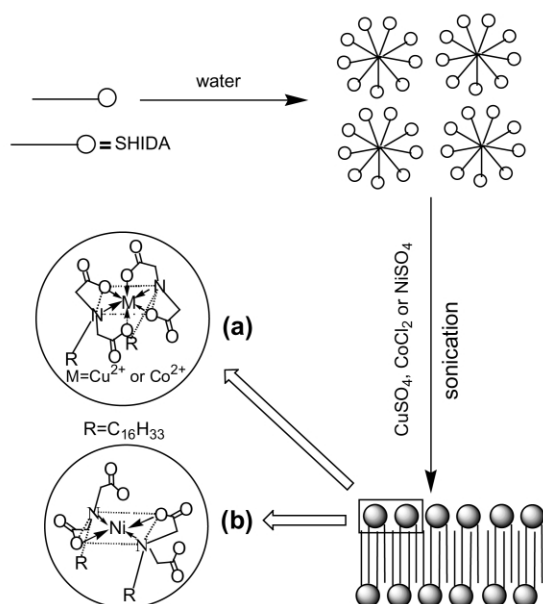 water
= SHIDA
CuSO4, CoCl2 or NiSO4
sonication
O
O
O
O
N
M
N
O
O
O
O
R
R
M=Cu2+ or Co2+
(a)
R=C16H33
O
O
N
O
O
Ni
O
O
N
O
O
R
R
(b)